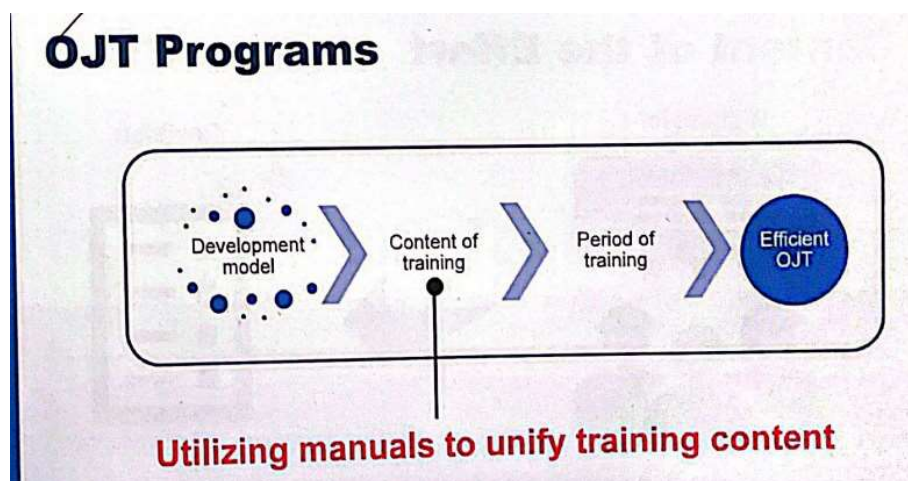 OJT Programs
Development
model
Content of
training
Period of
training
Efficient
OJT
Utilizing manuals to unify training content